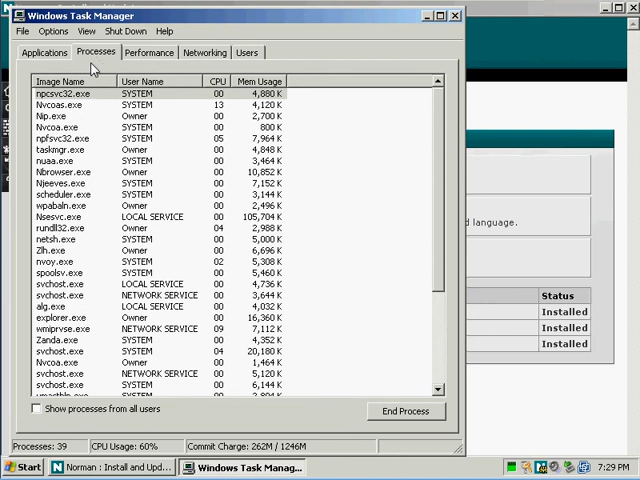 Windows Task Manager
File Options View Shut Down Help
Applications Processes Performance Networking Users
Image Name User Name CPU Mem Usage
npcsvc32.exe SYSTEM 00 4,880 K
Nvcoas.exe SYSTEM 13 4,120 K
Nip.exe Owner 00 2,700 K
Nvcoa.exe SYSTEM 00 800 K
npfsvc32.exe SYSTEM 05 7,964 K
taskmgr.exe Owner 00 4,848 K
nuaa.exe SYSTEM 00 3,464 K
Nbrowser.exe Owner 00 10,852 K
Njeeves.exe SYSTEM 00 7,152 K
scheduler.exe SYSTEM 00 3,144 K
wpabaln.exe Owner 00 2,496 K
Nsesvc.exe LOCAL SERVICE 00 105,704 K
rundll32.exe Owner 04 2,988 K
netsh.exe SYSTEM 00 5,000 K
Zlh.exe Owner 00 6,696 K
nvoy.exe SYSTEM 02 5,308 K
spoolsv.exe SYSTEM 00 5,460 K
svchost.exe LOCAL SERVICE 00 4,736 K
svchost.exe NETWORK SERVICE 00 3,644 K
alg.exe LOCAL SERVICE 00 4,032 K
explorer.exe Owner 00 16,360 K
wmiprvse.exe NETWORK SERVICE 09 7,112 K
Zanda.exe SYSTEM 00 4,352 K
svchost.exe SYSTEM 04 20,180 K
Nvcoa.exe Owner 00 1,464 K
svchost.exe NETWORK SERVICE 00 5,120 K
svchost.exe SYSTEM 00 6,144 K
Show processes from all users
End Process
Processes: 39 CPU Usage: 60% Commit Charge: 262M / 1246M
d language.
Status
Installed
Installed
Installed
Start Norman : Install and Upd... Windows Task Manag... 7:29 PM